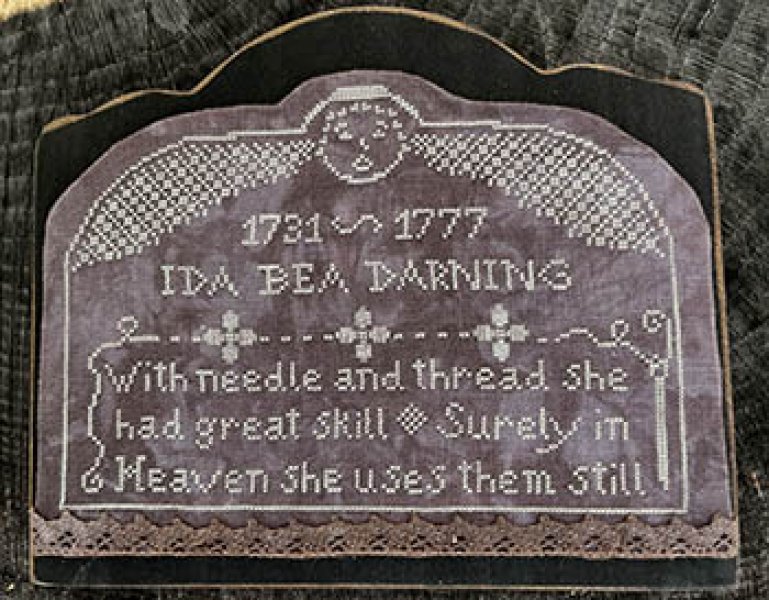 1731 ~ 1777
IDA BEA DARNING
With needle and thread she
had great skill Surely in
Heaven she uses them still